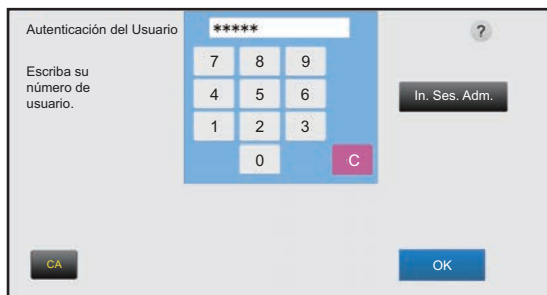 Autenticación del Usuario
*****
?
Escriba su
número de
usuario.
7 8 9
4 5 6
1 2 3
0 C
In. Ses. Adm.
CA
OK